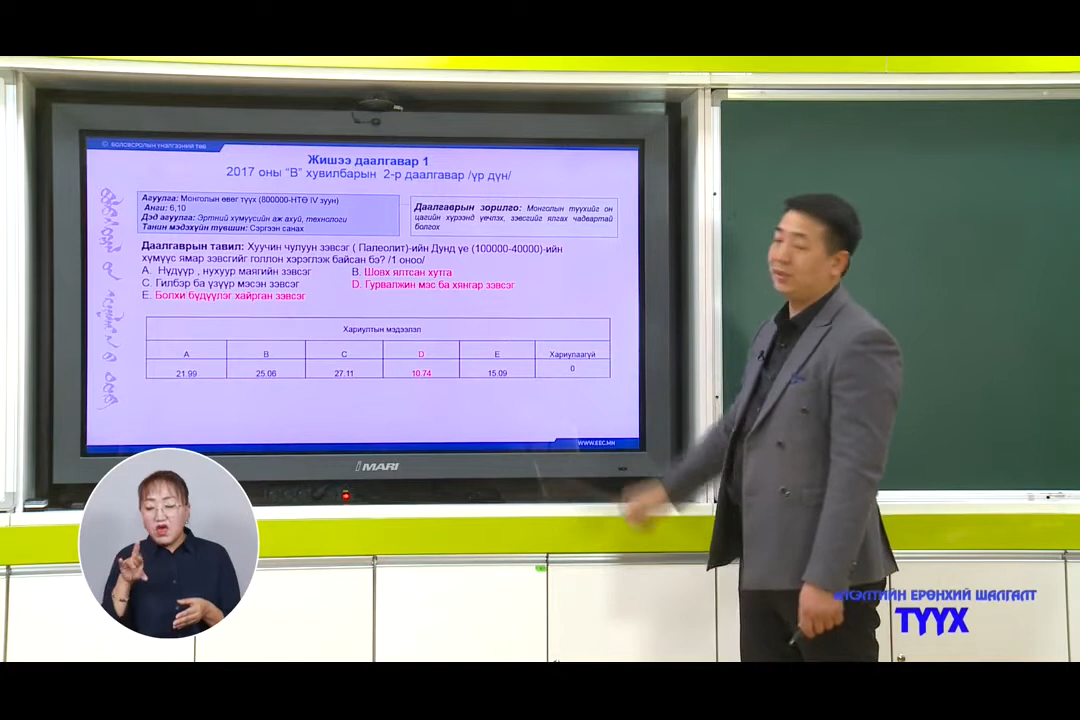 БОЛОВСРОЛЫН ҮНЭЛГЭЭНИЙ ТӨВ
Жишээ даалгавар 1
2017 оны “B” хувилбарын 2-р даалгавар /үр дүн/
Агуулга: Монголын өвөг түүх (800000-НТӨ IV зуун)
Анги: 6,10
Дэд агуулга: Эртний хүмүүсийн аж ахуй, технологи
Танин мэдэхүйн түвшин: Сэргээн санах
Даалгаврын зорилго: Монголын түүхийг он
цагийн хүрээнд үечлэх, зэвсгийг ялгах чадвартай
болгох
Даалгаврын тавил: Хуучин чулуун зэвсэг ( Палеолит)-ийн Дунд үе (100000-40000)-ийн
хүмүүс ямар зэвсгийг голлон хэрэглэж байсан бэ? /1 оноо/
A. Нүдүүр , нухуур маягийн зэвсэг
B. Шовх ялтсан хутга
C. Гилбэр ба үзүүр мэсэн зэвсэг
D. Гурвалжин мэс ба хянгар зэвсэг
E. Болхи бүдүүлэг хайрган зэвсэг
Хариултын мэдээлэл
A B C D E Хариулаагүй
21.99 25.06 27.11 10.74 15.09 0
WWW.EEC.MN
iMARI
ЭЛСЭЛТИЙН ЕРӨНХИЙ ШАЛГАЛТ
ТҮҮХ